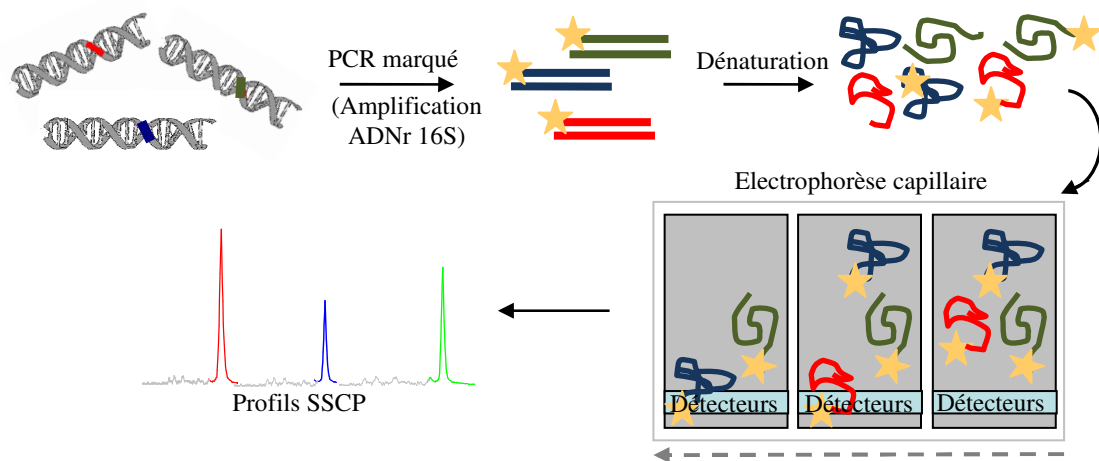 PCR marqué
(Amplification
ADNr 16S)
Dénaturation
Electrophorèse capillaire
Détecteurs
Détecteurs
Détecteurs
Profils SSCP